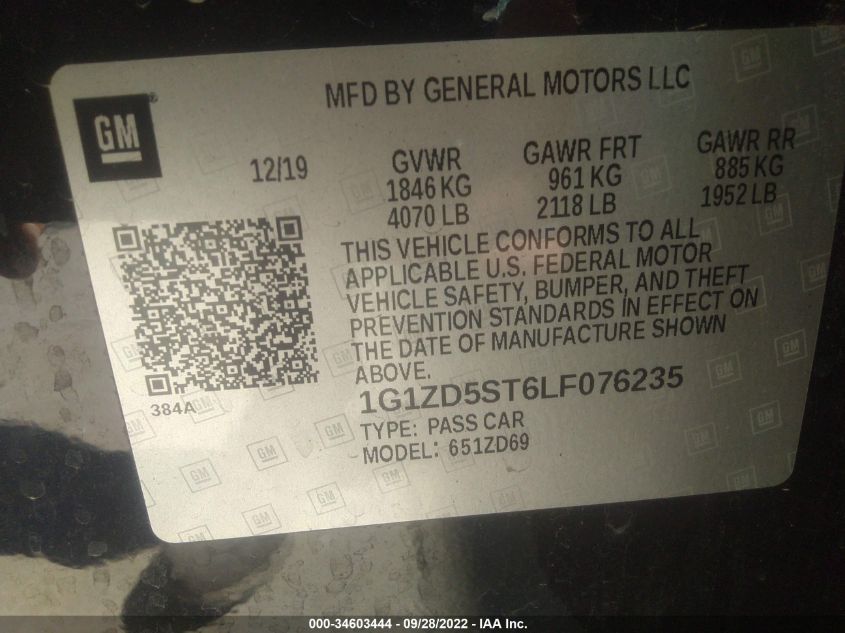 MFD BY GENERAL MOTORS LLC
GM
12/19
GVWR
1846 KG
4070 LB
GAWR FRT
961 KG
2118 LB
GAWR RR
885 KG
1952 LB
THIS VEHICLE CONFORMS TO ALL
APPLICABLE U.S. FEDERAL MOTOR
VEHICLE SAFETY, BUMPER, AND THEFT
PREVENTION STANDARDS IN EFFECT ON
THE DATE OF MANUFACTURE SHOWN
ABOVE.
384A
1G1ZD5ST6LF076235
TYPE: PASS CAR
MODEL: 651ZD69
000-34603444 - 09/28/2022 - IAA Inc.